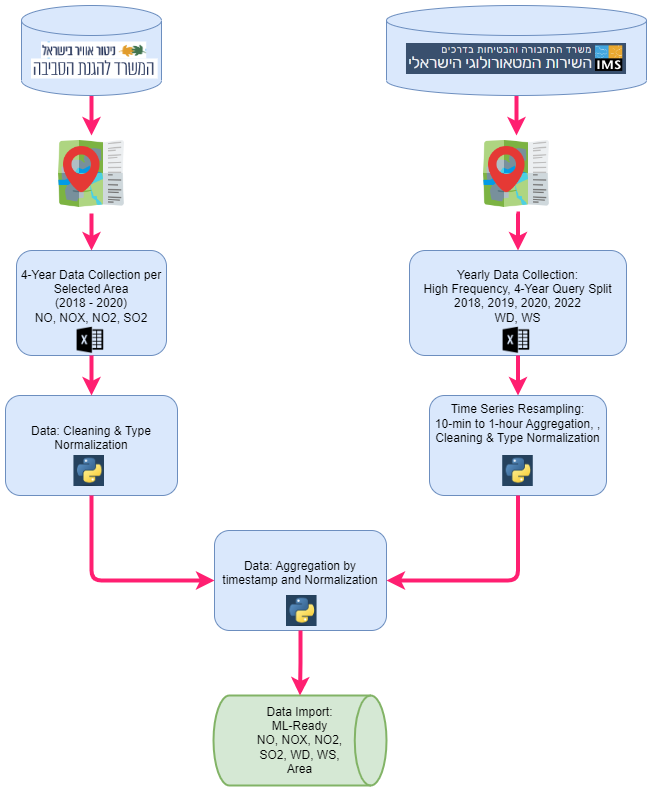 ניטור אוויר בישראל
המשרד להגנת הסביבה
משרד התחבורה והבטיחות בדרכים
השירות המטאורולוגי הישראלי
IMS
4-Year Data Collection per
Selected Area
(2018 - 2020)
NO, NOX, NO2, SO2
X
Yearly Data Collection:
High Frequency, 4-Year Query Split
2018, 2019, 2020, 2022
WD, WS
X
Data: Cleaning & Type
Normalization
Time Series Resampling:
10-min to 1-hour Aggregation, ,
Cleaning & Type Normalization
Data: Aggregation by
timestamp and Normalization
Data Import:
ML-Ready
NO, NOX, NO2,
SO2, WD, WS,
Area